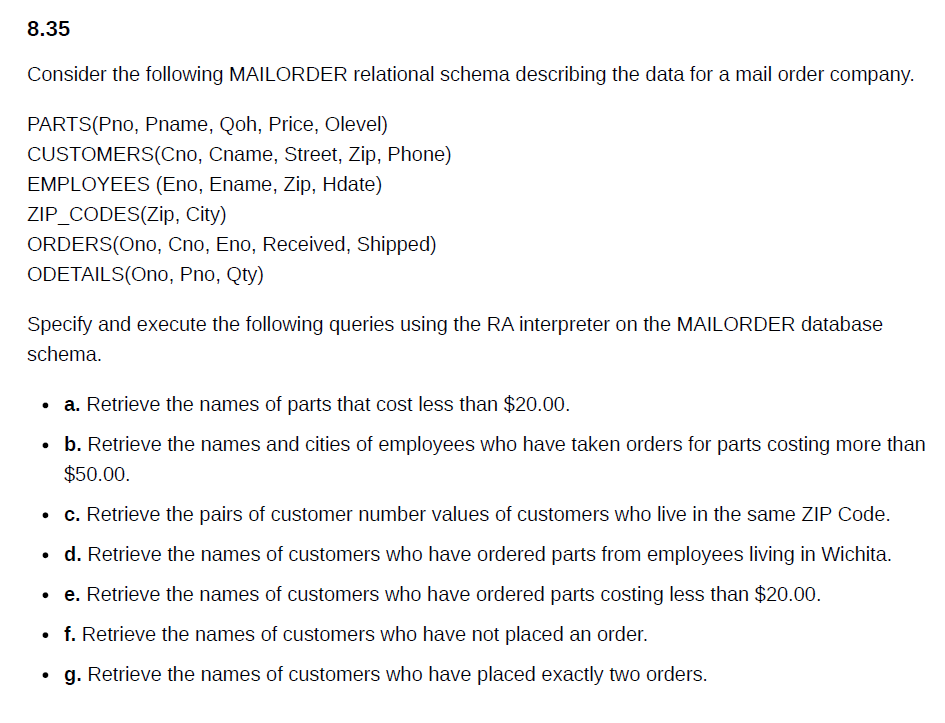 8.35
Consider the following MAILORDER relational schema describing the data for a mail order company.
PARTS(Pno, Pname, Qoh, Price, Olevel)
CUSTOMERS(Cno, Cname, Street, Zip, Phone)
EMPLOYEES (Eno, Ename, Zip, Hdate)
ZIP_CODES(Zip, City)
ORDERS(Ono, Cno, Eno, Received, Shipped)
ODETAILS(Ono, Pno, Qty)
Specify and execute the following queries using the RA interpreter on the MAILORDER database
schema.
• a. Retrieve the names of parts that cost less than $20.00.
• b. Retrieve the names and cities of employees who have taken orders for parts costing more than
$50.00.
• c. Retrieve the pairs of customer number values of customers who live in the same ZIP Code.
• d. Retrieve the names of customers who have ordered parts from employees living in Wichita.
• e. Retrieve the names of customers who have ordered parts costing less than $20.00.
• f. Retrieve the names of customers who have not placed an order.
• g. Retrieve the names of customers who have placed exactly two orders.